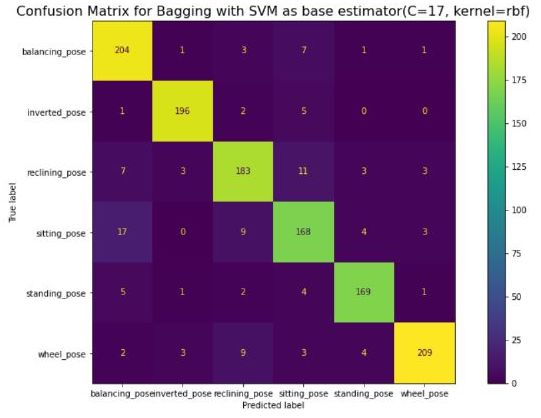 Confusion Matrix for Bagging with SVM as base estimator(C=17, kernel=rbf)
balancing_pose 204 1 3 7 1 1
inverted_pose 1 196 2 5 0 0
reclining_pose 7 3 183 11 3 3
sitting_pose 17 0 9 168 4 3
standing_pose 5 1 2 4 169 1
wheel_pose 2 3 9 3 4 209
balancing_pose inverted_pose reclining_pose sitting_pose standing_pose wheel_pose
True label
Predicted label
200
175
150
125
100
75
50
25
0